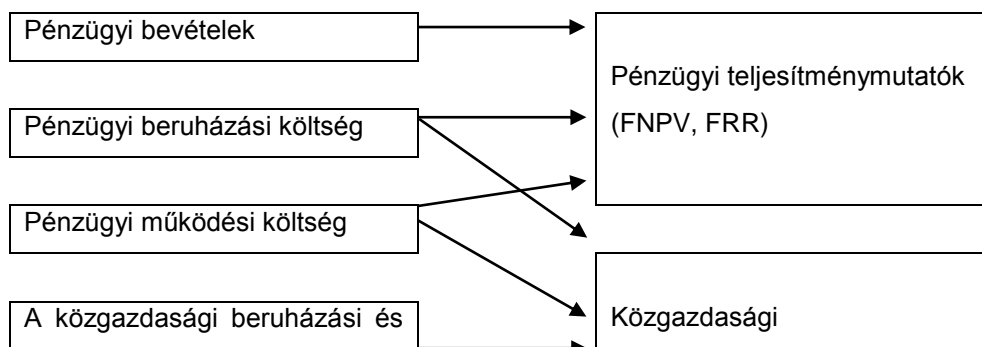 Pénzügyi bevételek
Pénzügyi beruházási költség
Pénzügyi működési költség
A közgazdasági beruházási és
Pénzügyi teljesítménymutatók
(FNPV, FRR)
Közgazdasági